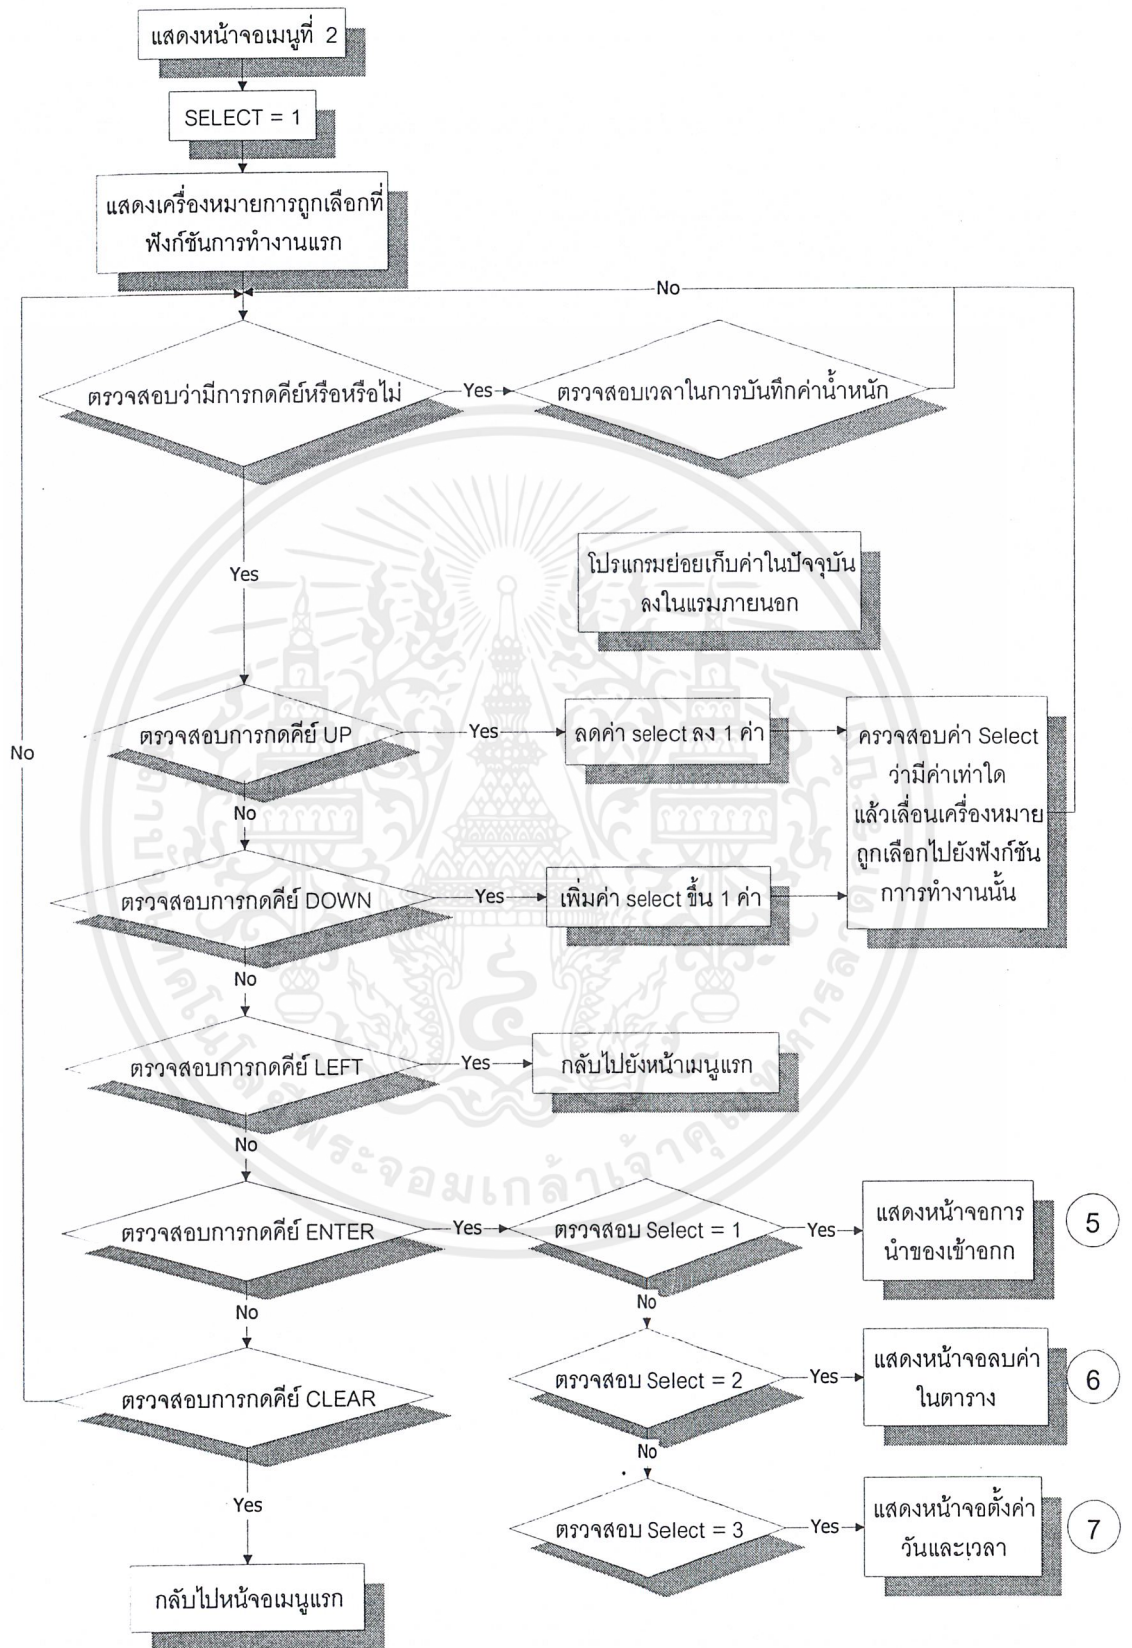 แสดงหน้าจอเมนูที่ 2
SELECT = 1
แสดงเครื่องหมายการถูกเลือกที่
ฟังก์ชันการทำงานแรก
No
ตรวจสอบว่ามีการกดคีย์หรือหรือไม่
Yes
ตรวจสอบเวลาในการบันทึกค่าน้ำหนัก
Yes
โปรแกรมย่อยเก็บค่าในปัจจุบัน
ลงในแรมภายนอก
No
ตรวจสอบการกดคีย์ UP
Yes
ลดค่า select ลง 1 ค่า
ครวจสอบค่า Select
ว่ามีค่าเท่าใด
แล้วเลื่อนเครื่องหมาย
ถูกเลือกไปยังฟังก์ชัน
กาารทำงานนั้น
No
ตรวจสอบการกดคีย์ DOWN
Yes
เพิ่มค่า select ขึ้น 1 ค่า
No
ตรวจสอบการกดคีย์ LEFT
Yes
กลับไปยังหน้าเมนูแรก
No
ตรวจสอบการกดคีย์ ENTER
Yes
ตรวจสอบ Select = 1
Yes
แสดงหน้าจอการ
นำของเข้าอกก
5
No
No
ตรวจสอบการกดคีย์ CLEAR
ตรวจสอบ Select = 2
Yes
แสดงหน้าจอลบค่า
ในตาราง
6
No
Yes
ตรวจสอบ Select = 3
Yes
แสดงหน้าจอตั้งค่า
วันและเวลา
7
กลับไปหน้จอเมนูแรก